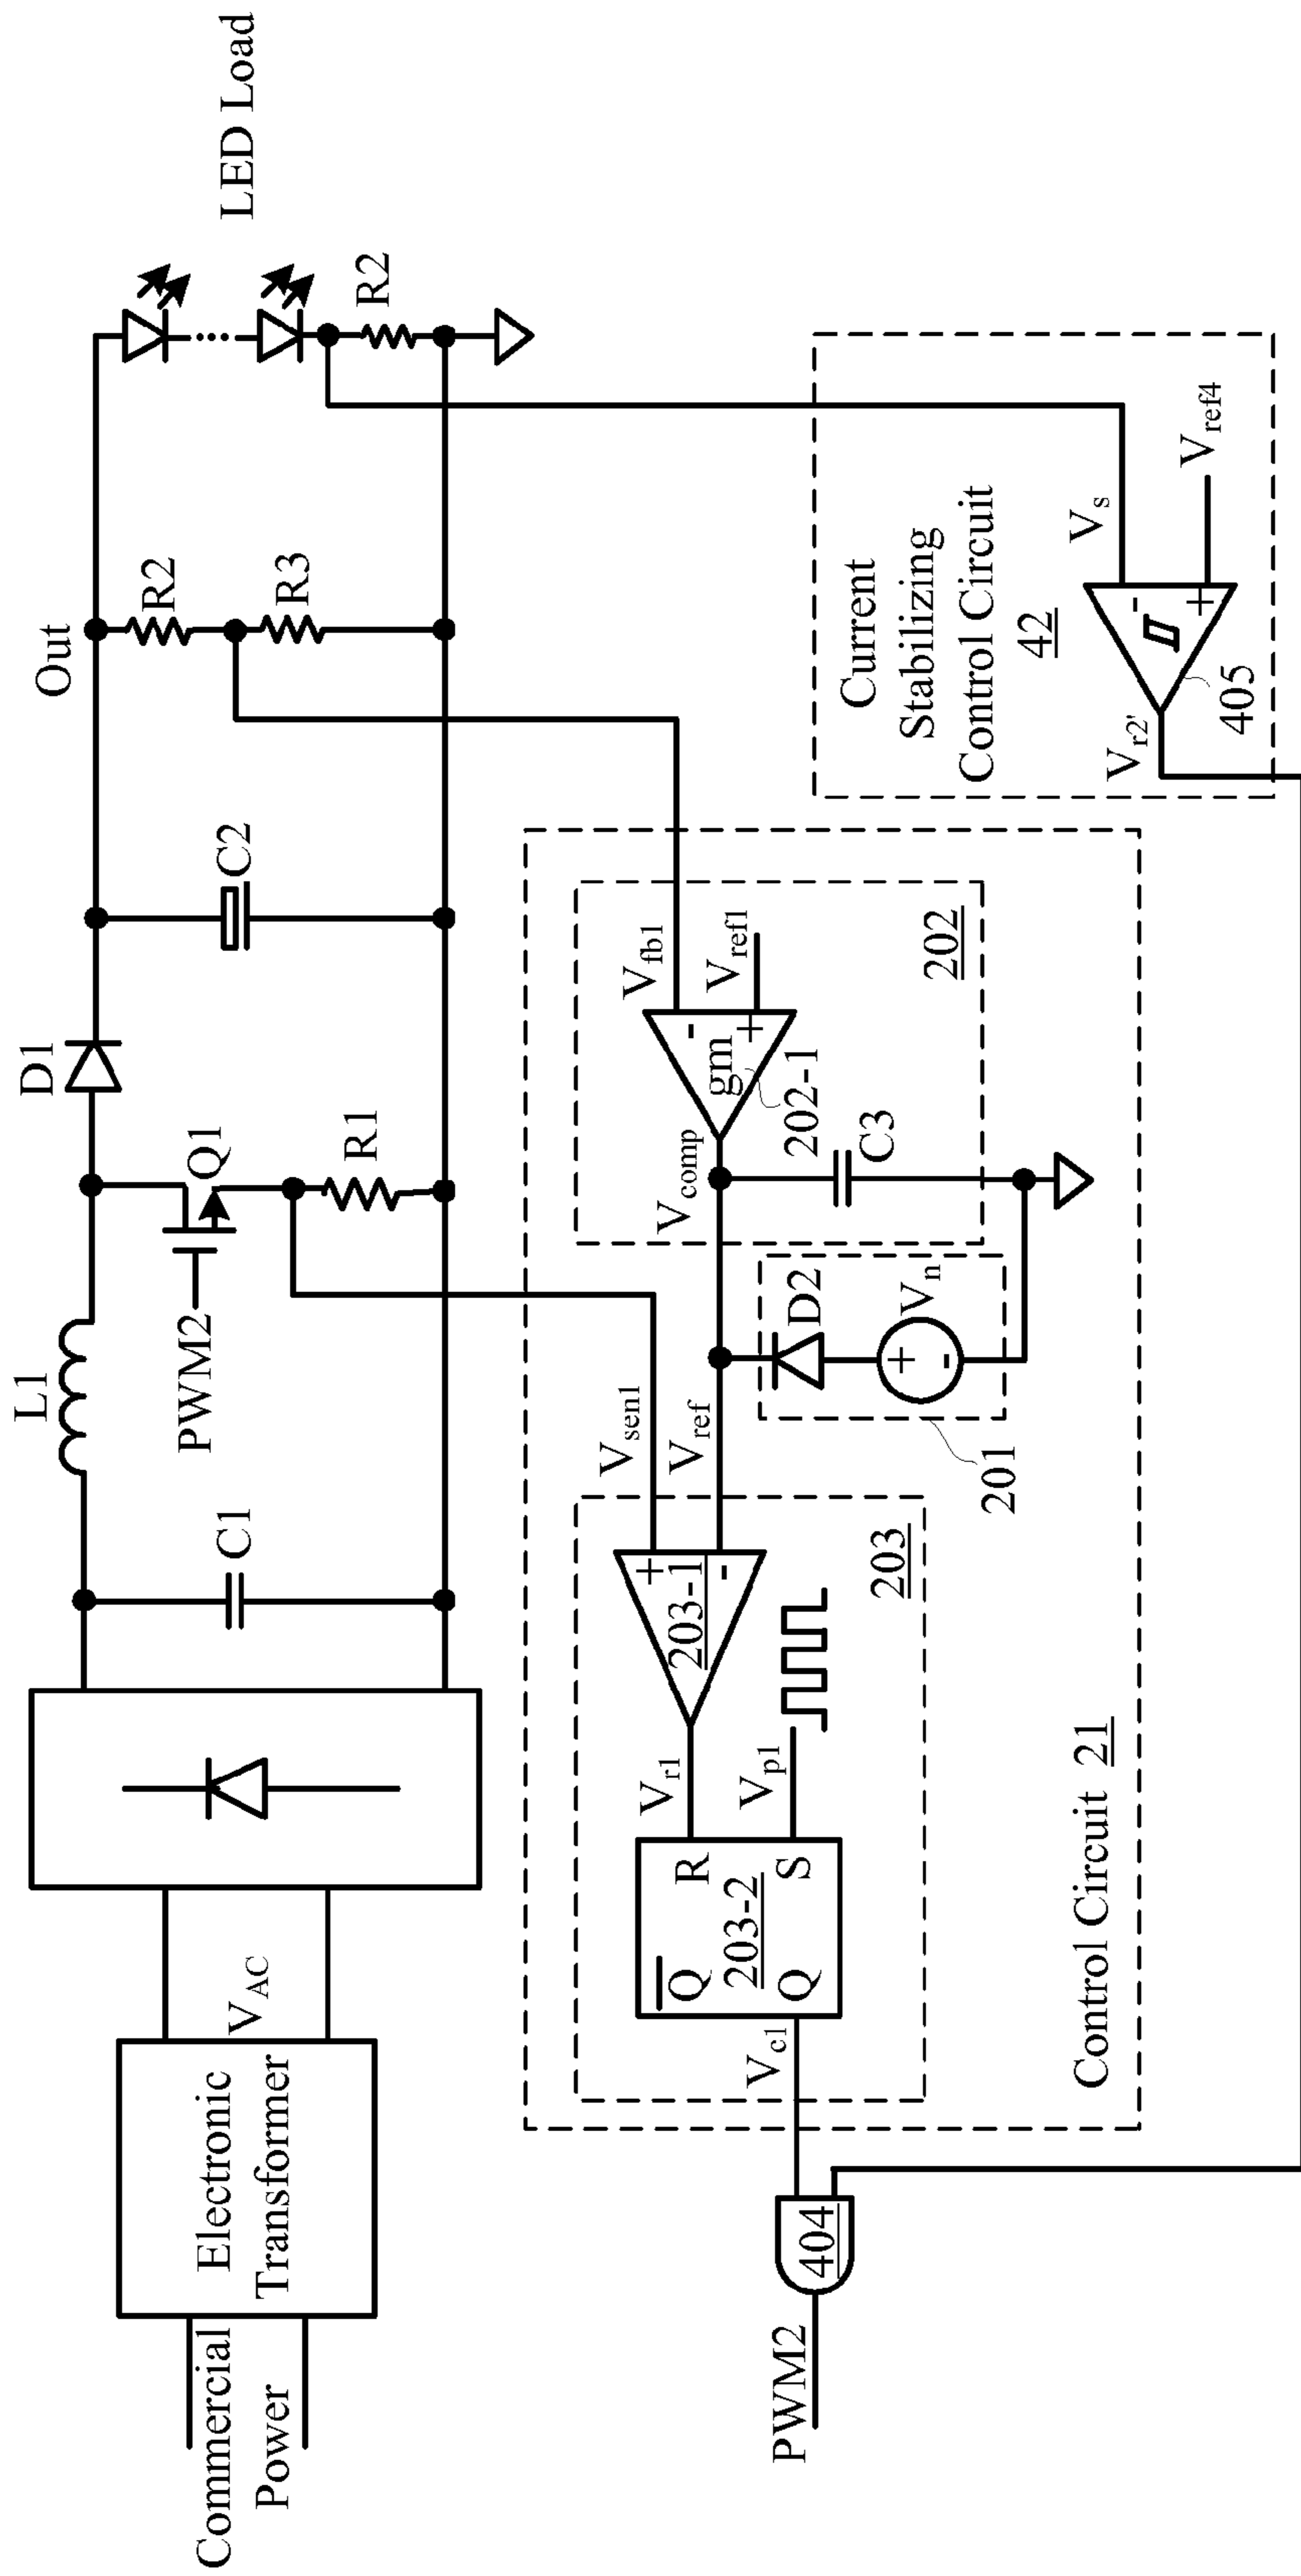 Commercial
Power
Electronic
Transformer
VAC
C1
L1
PWM2
Q1
R1
D1
C2
Out
R2
R3
LED Load
R2
Vsen1
Vref
Vcomp
Vfb1
Vref1
gm
-
+
202-1
C3
202
D2
Vn
+
-
201
+
-
203-1
203
Vr1
Vp1
R
S
Q
Q
203-2
Vc1
Control Circuit 21
404
PWM2
Current
Stabilizing
Control Circuit
42
Vs
Vref4
-
+
405
Vr2'